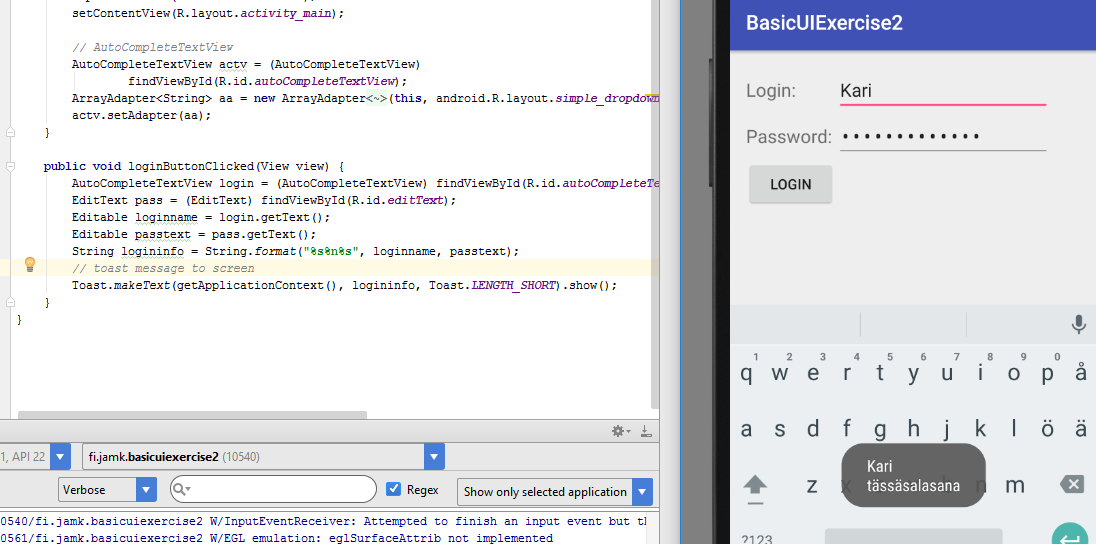 setContentView(R.layout.activity_main);
// AutoCompleteTextView
AutoCompleteTextView actv = (AutoCompleteTextView)
findViewById(R.id.autoCompleteTextView);
ArrayAdapter<String> aa = new ArrayAdapter<~>(this, android.R.layout.simple_dropdown
actv.setAdapter(aa);
}
public void loginButtonClicked(View view) {
AutoCompleteTextView login = (AutoCompleteTextView) findViewById(R.id.autoCompleteTe
EditText pass = (EditText) findViewById(R.id.editText);
Editable loginname = login.getText();
Editable passtext = pass.getText();
String logininfo = String.format("%s%n%s", loginname, passtext);
// toast message to screen
Toast.makeText(getApplicationContext(), logininfo, Toast.LENGTH_SHORT).show();
}
}
1, API 22
fi.jamk.basicuiexercise2 (10540)
Verbose
Regex
Show only selected application
0540/fi.jamk.basicuiexercise2 W/InputEventReceiver: Attempted to finish an input event but th
0561/fi.jamk.basicuiexercise2 W/EGL_emulation: eglSurfaceAttrib not implemented
BasicUIExercise2
Login: Kari
Password: •••••••••••••
LOGIN
1 2 3 4 5 6 7 8 9 0
q w e r t y u i o p å
a s d f g h j k l ö ä
Kari
tässäsalasana
z x n m
?123